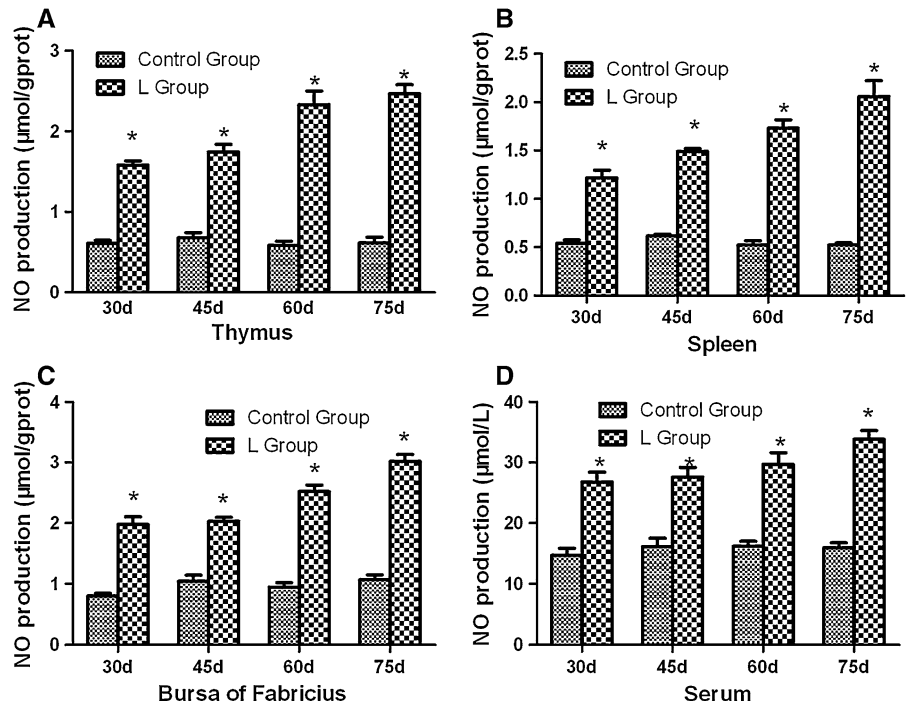 A
NO production (μmol/gprot)
3
2
1
0
Control Group
L Group
*
*
*
*
30d
45d
60d
75d
Thymus
B
NO production (μmol/gprot)
2.5
2.0
1.5
1.0
0.5
0.0
Control Group
L Group
*
*
*
*
30d
45d
60d
75d
Spleen
C
NO production (μmol/gprot)
4
3
2
1
0
Control Group
L Group
*
*
*
*
30d
45d
60d
75d
Bursa of Fabricius
D
NO production (μmol/L)
40
30
20
10
0
Control Group
L Group
*
*
*
*
30d
45d
60d
75d
Serum